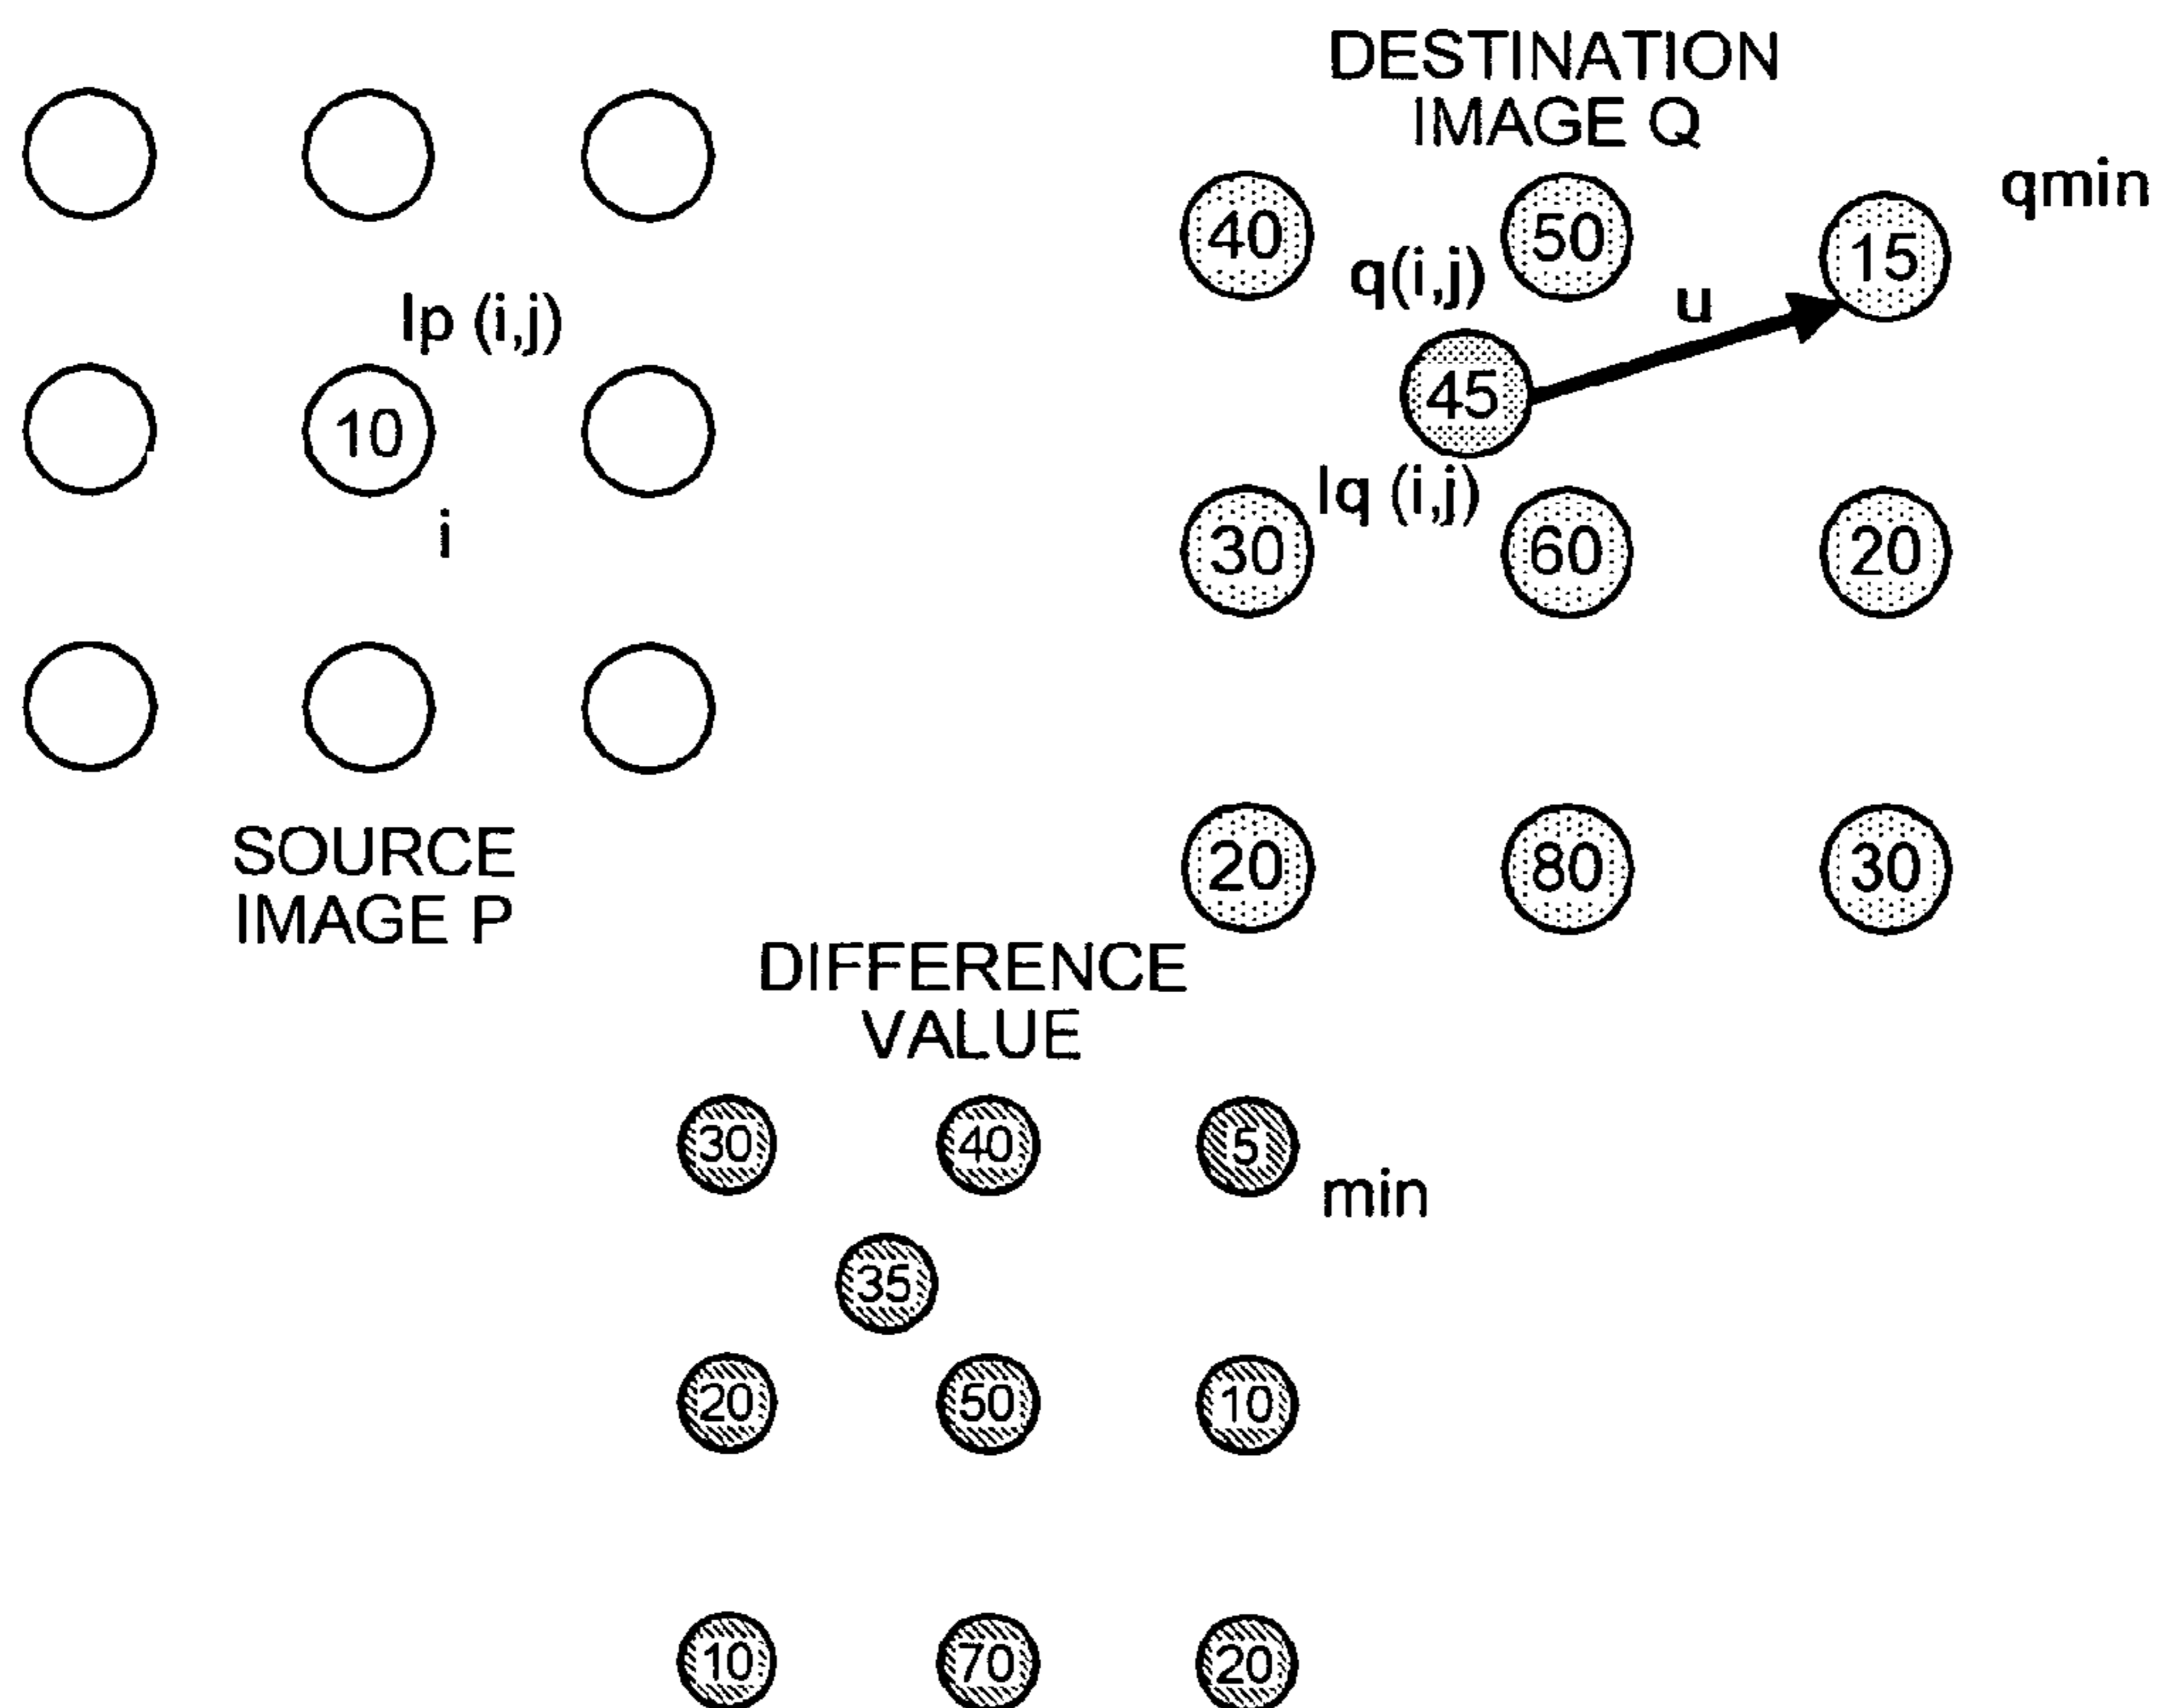 DESTINATION
IMAGE Q
qmin
40
50
15
q(i,j)
u
Ip (i,j)
45
10
Iq (i,j)
i
30
60
20
SOURCE
IMAGE P
20
80
30
DIFFERENCE
VALUE
30
40
5
min
35
20
50
10
10
70
20